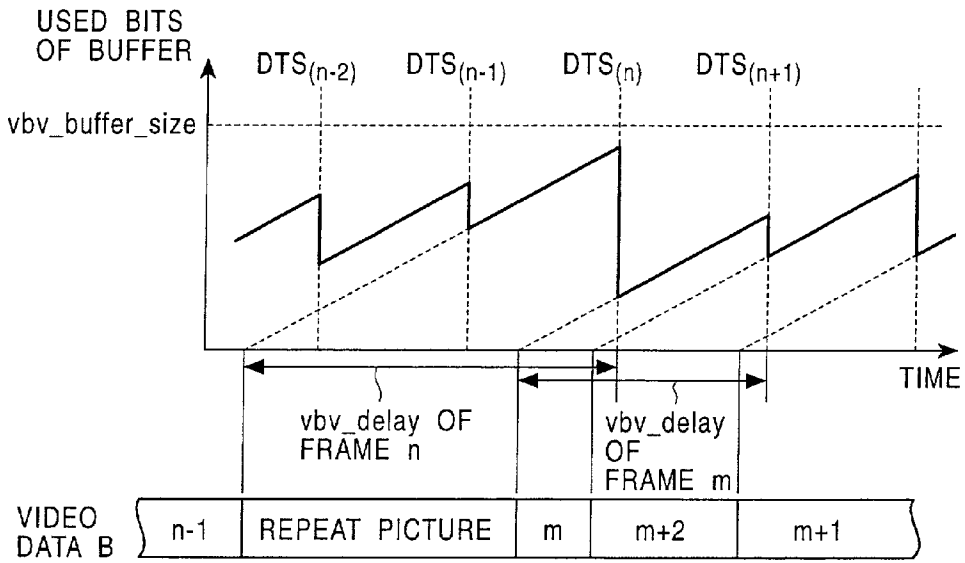 USED BITS
OF BUFFER
DTS(n-2)
DTS(n-1)
DTS(n)
DTS(n+1)
vbv_buffer_size
TIME
vbv_delay OF
FRAME n
vbv_delay
OF
FRAME m
VIDEO
DATA B
n-1
REPEAT PICTURE
m
m+2
m+1